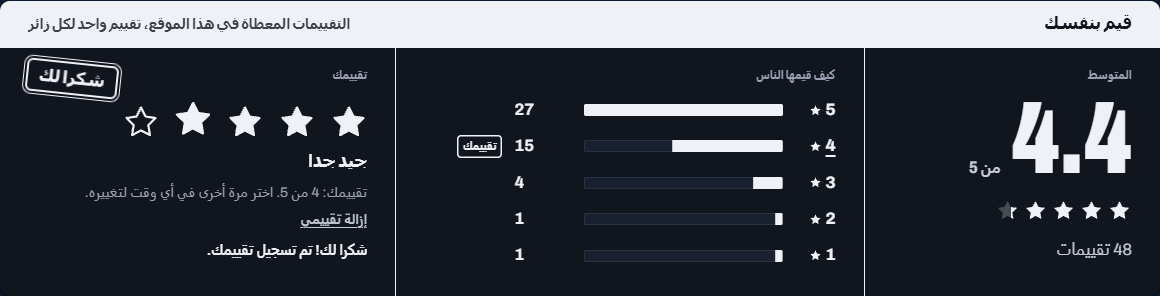 قيم بنفسك
التقييمات المعطاة في هذا الموقع، تقييم واحد لكل زائر
المتوسط
4.4 من 5
48 تقييمات
كيف قيمها الناس
5 ★ 27
4 ★ 15 تقييمك
3 ★ 4
2 ★ 1
1 ★ 1
تقييمك
شكرا لك
جيد جدا
تقييمك: 4 من 5. اختر مرة أخرى في أي وقت لتغييره.
إزالة تقييمي
شكرا لك! تم تسجيل تقييمك.